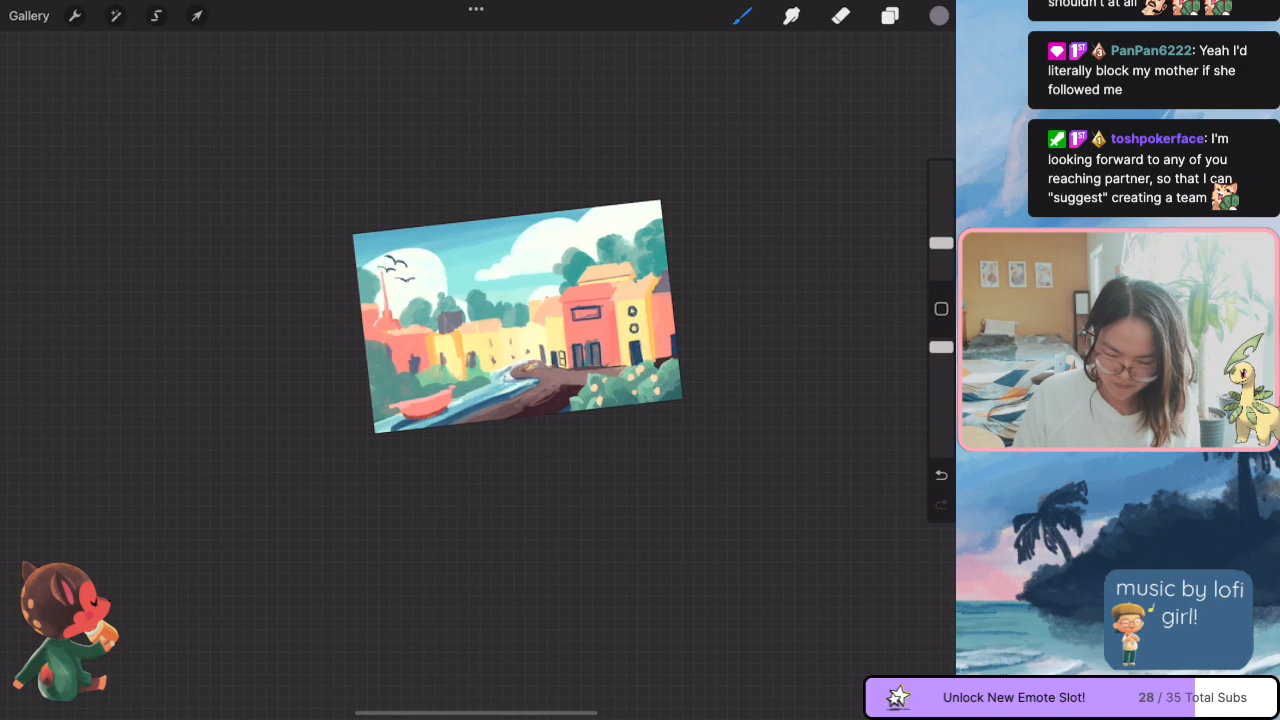 Gallery
shouldn't at all
PanPan6222: Yeah I'd
literally block my mother if she
followed me
toshpokerface: I'm
looking forward to any of you
reaching partner, so that I can
"suggest" creating a team
music by lofi
girl!
Unlock New Emote Slot! 28 / 35 Total Subs